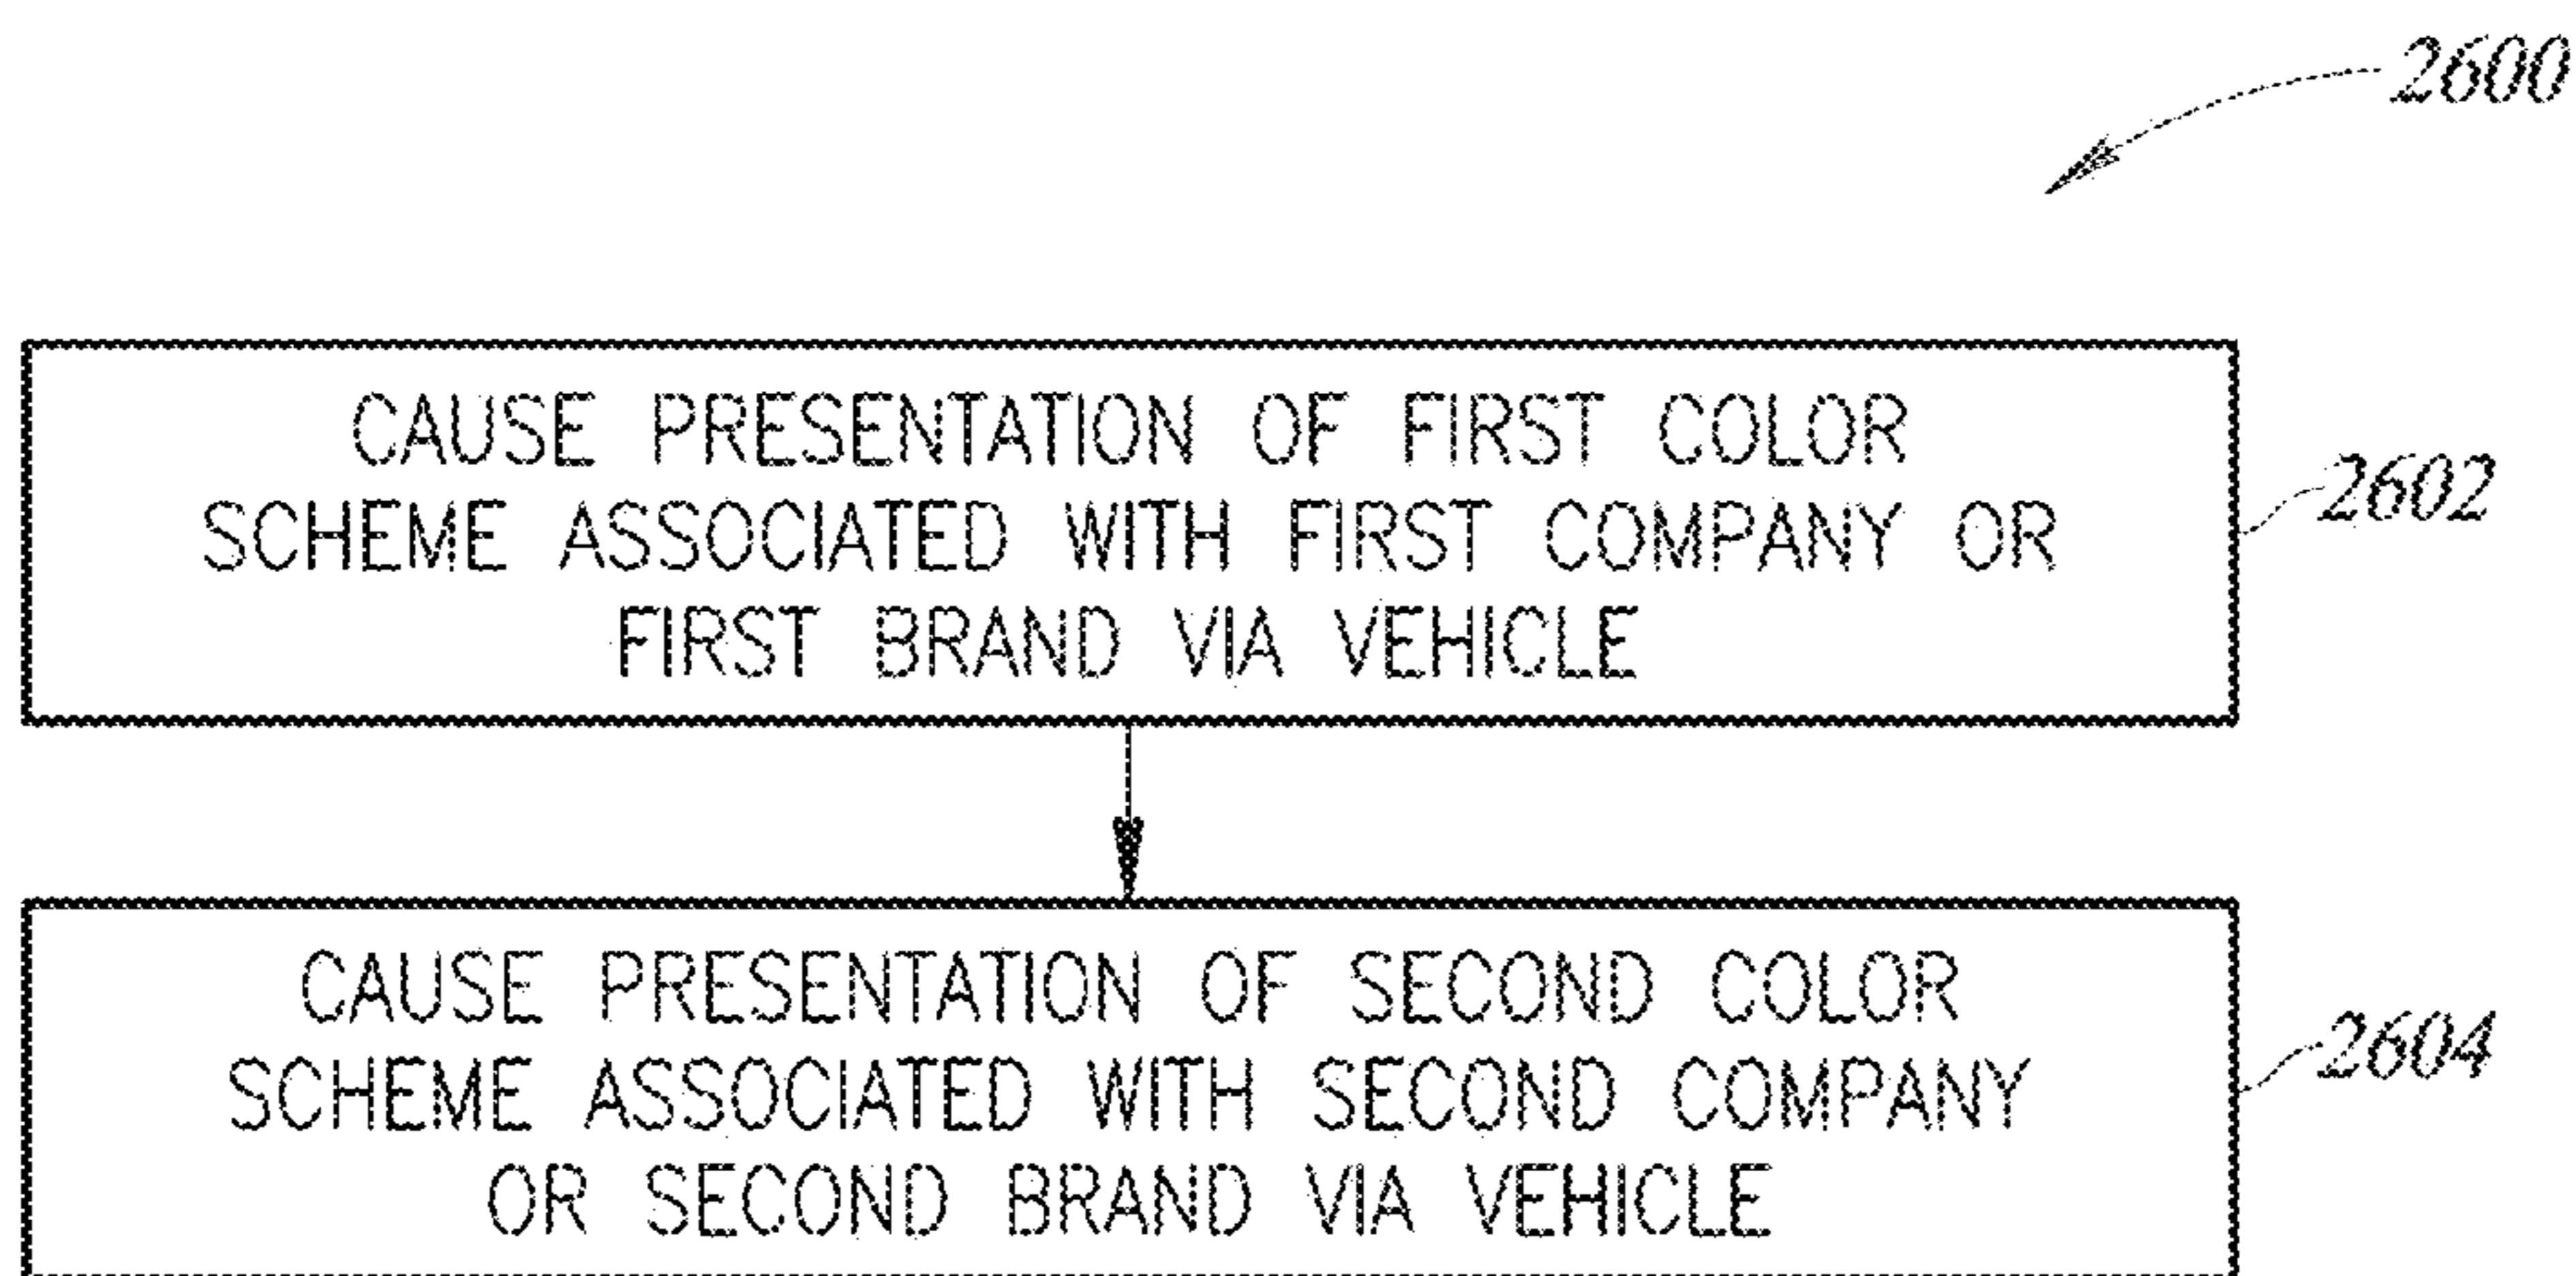 2600
CAUSE PRESENTATION OF FIRST COLOR
SCHEME ASSOCIATED WITH FIRST COMPANY OR
FIRST BRAND VIA VEHICLE
2602
CAUSE PRESENTATION OF SECOND COLOR
SCHEME ASSOCIATED WITH SECOND COMPANY
OR SECOND BRAND VIA VEHICLE
2604